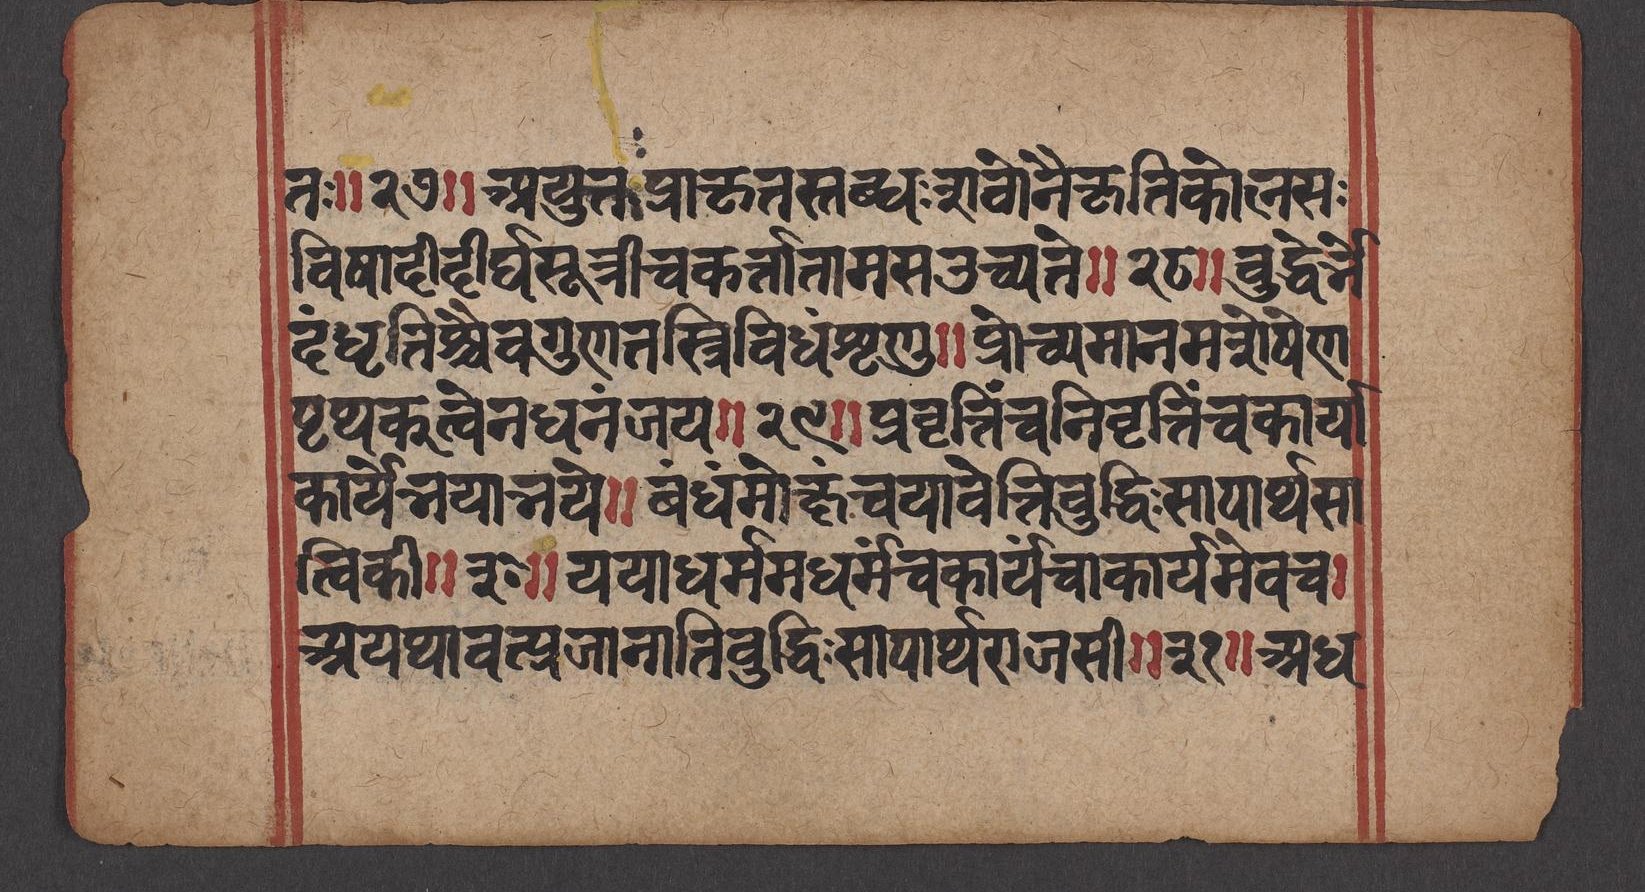 तः॥२७॥अयुक्तःप्राकृतस्तब्धःशठोनैकृतिकोलसः
विषादीदीर्घसूत्रीचकर्त्तातामसउच्यते॥२८॥बुद्धेर्भे
दंधृतिश्चैवगुणतस्त्रिविधंशृणु॥प्रोच्यमानमशेषेण
पृथक्त्वेनधनंजय॥२९॥प्रवृत्तिंचनिवृत्तिंचकार्या
कार्येभयाभये॥बंधंमोक्षंचयावेत्तिबुद्धिःसापार्थसा
त्विकी॥३०॥ययाधर्ममधर्मंचकार्यंचाकार्यमेवच।
अयथावत्प्रजानातिबुद्धिःसापार्थराजसी॥३१॥अध